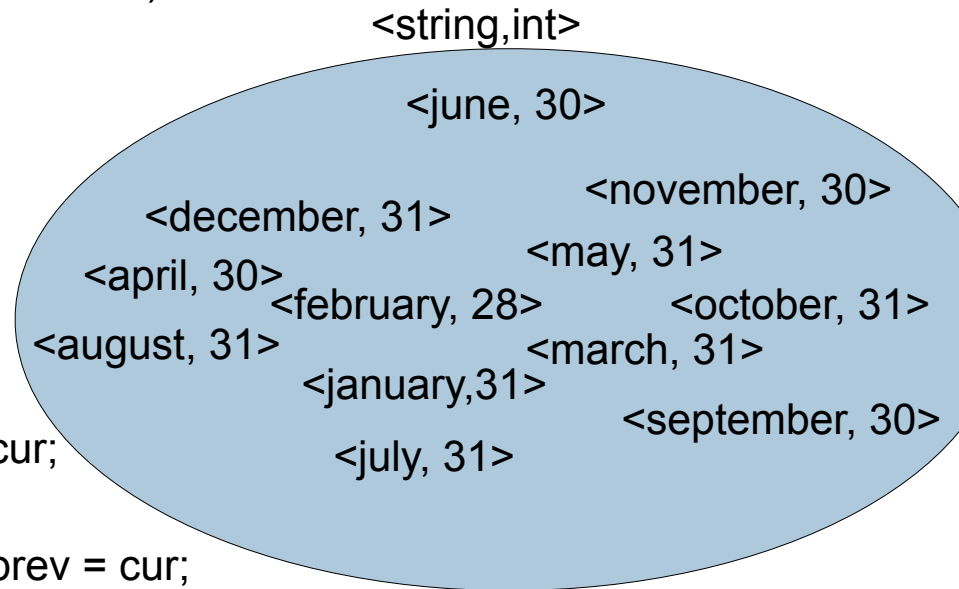 <string,int>
<june, 30>
<november, 30>
<december, 31>
<may, 31>
<april, 30>
<february, 28>
<october, 31>
<august, 31>
<march, 31>
<january,31>
<september, 30>
cur;
<july, 31>
prev = cur;